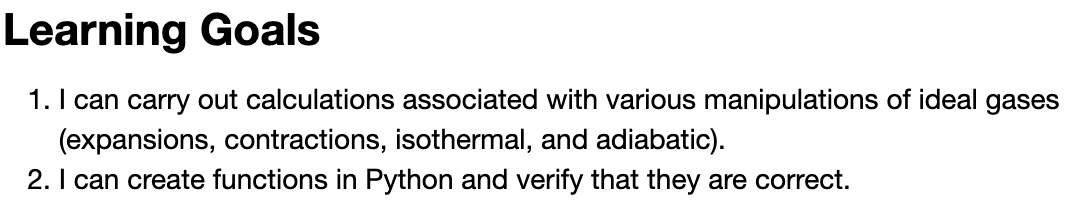 Learning Goals
1. I can carry out calculations associated with various manipulations of ideal gases
(expansions, contractions, isothermal, and adiabatic).
2. I can create functions in Python and verify that they are correct.